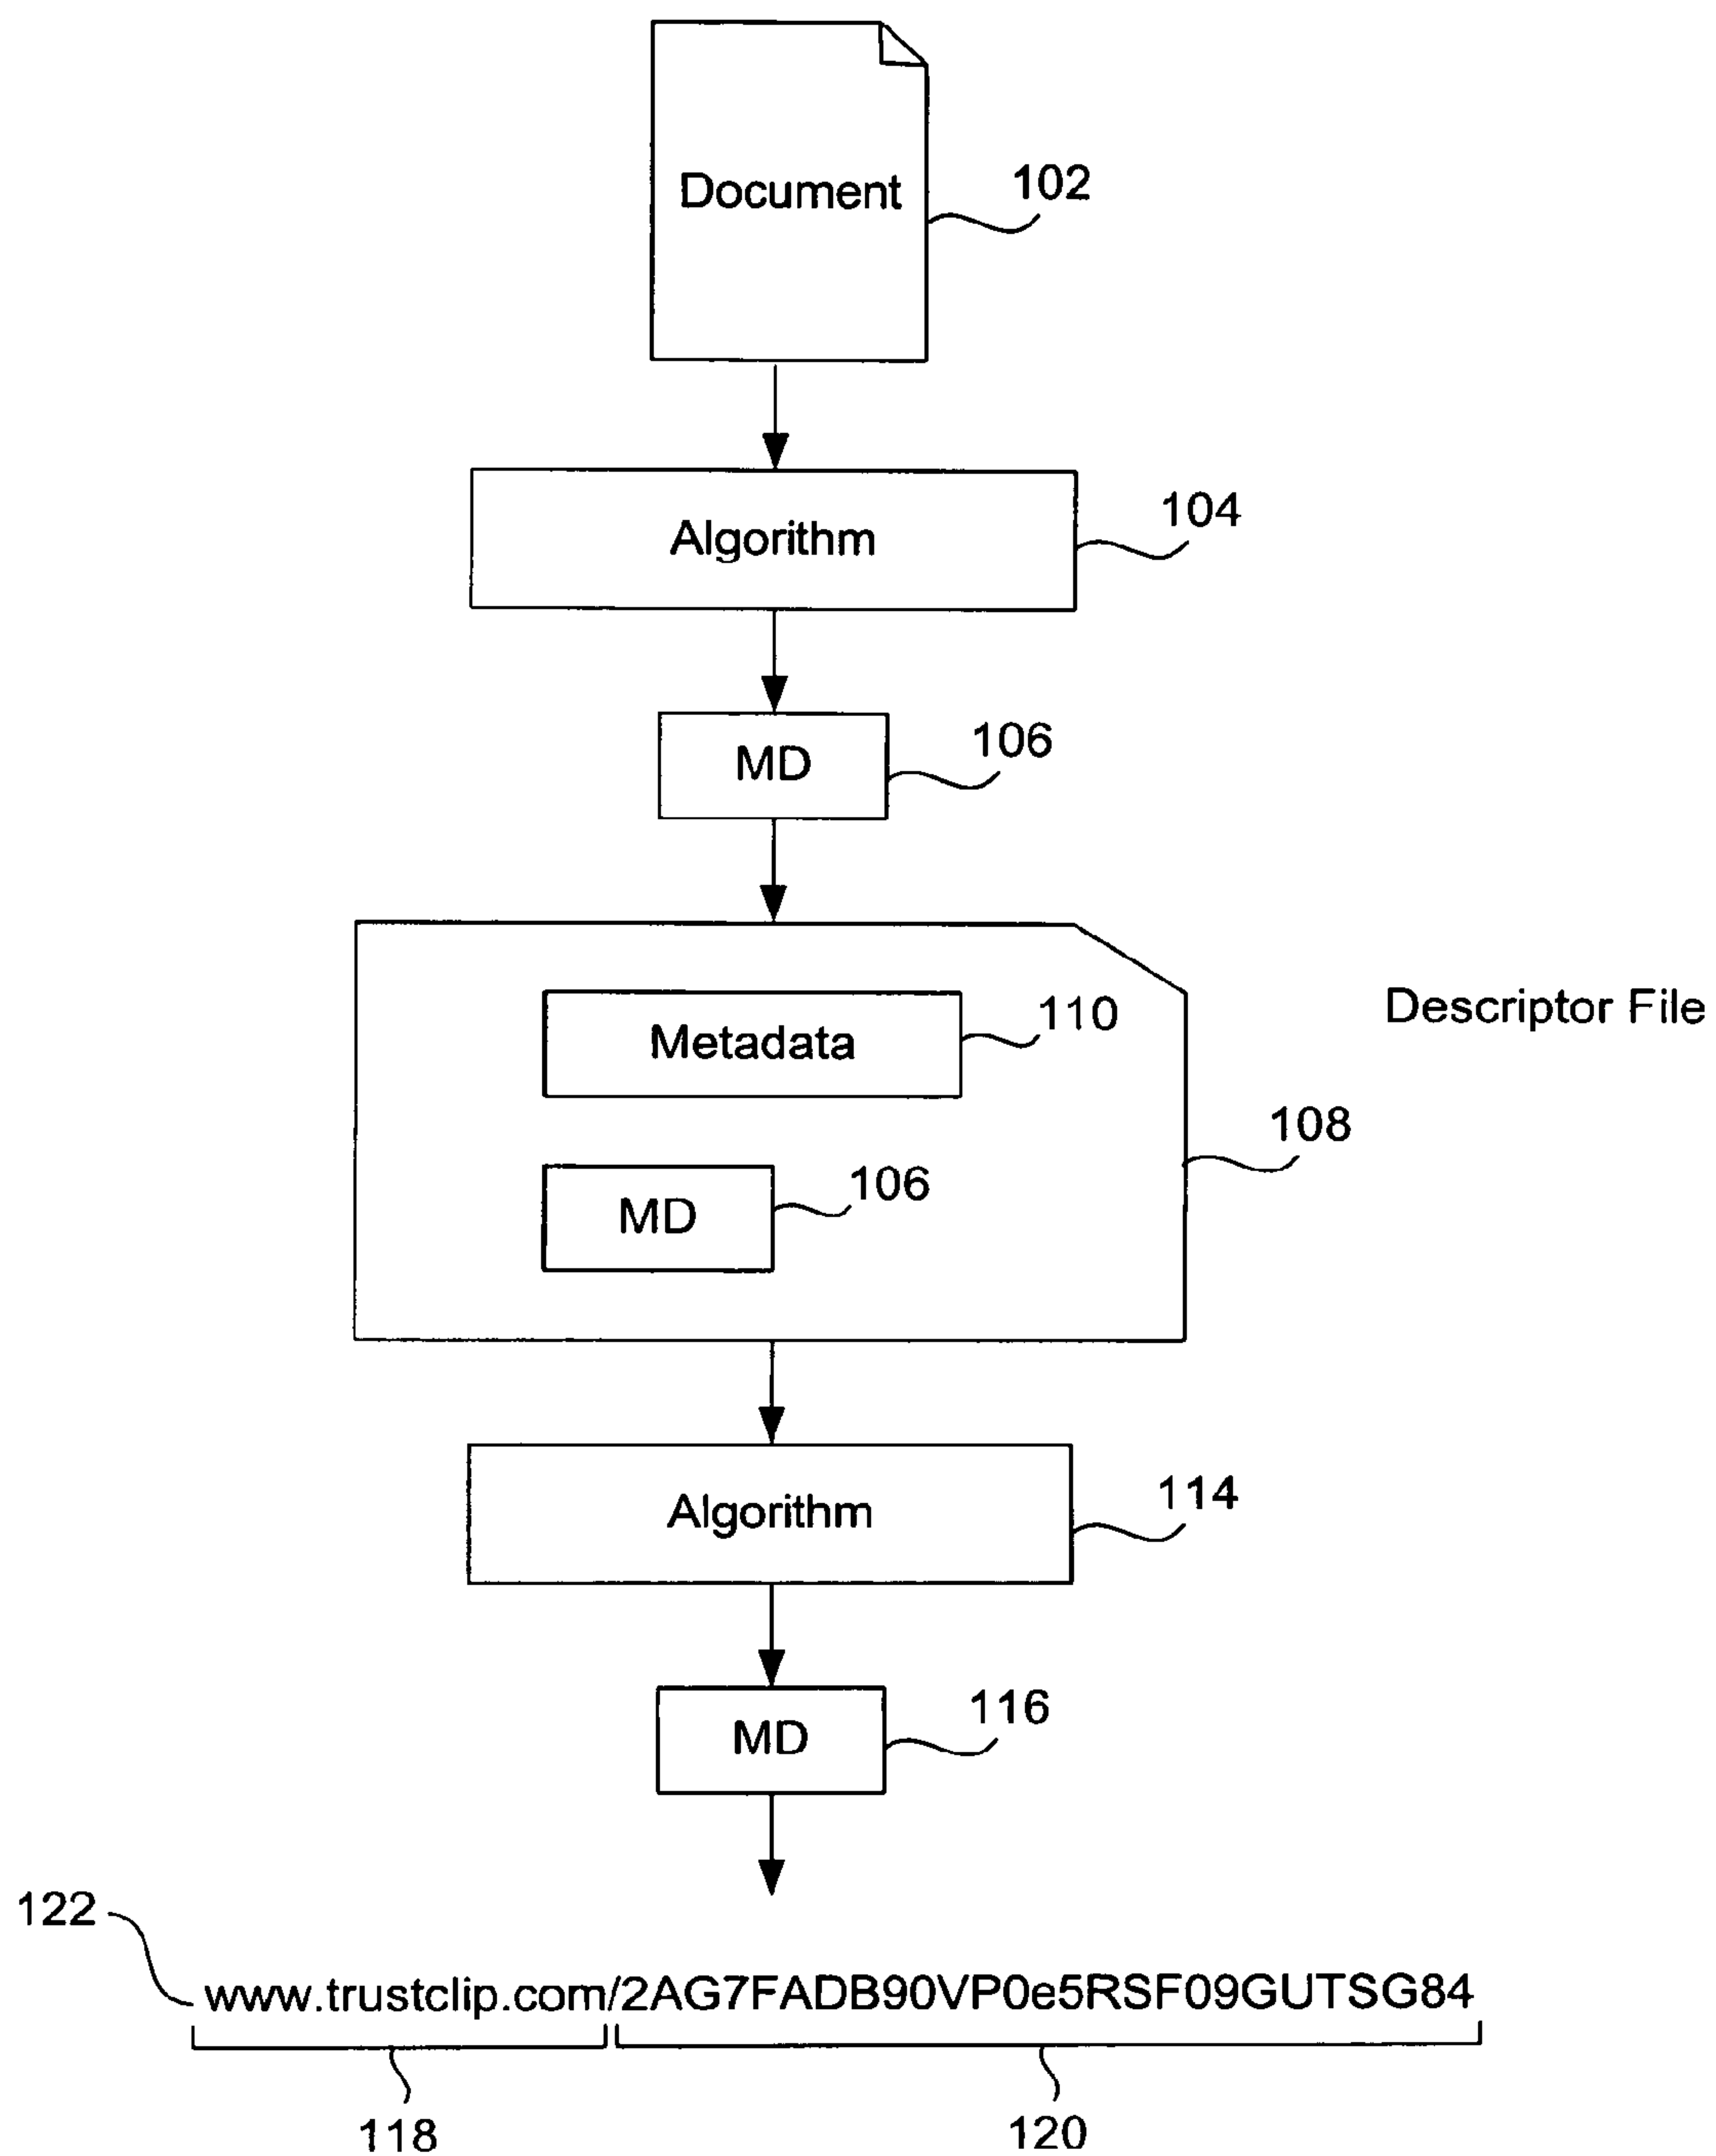 Document
102
Algorithm
104
MD
106
Descriptor File
Metadata
110
108
MD
106
Algorithm
114
MD
116
122
www.trustclip.com/2AG7FADB90VP0e5RSF09GUTSG84
118
120